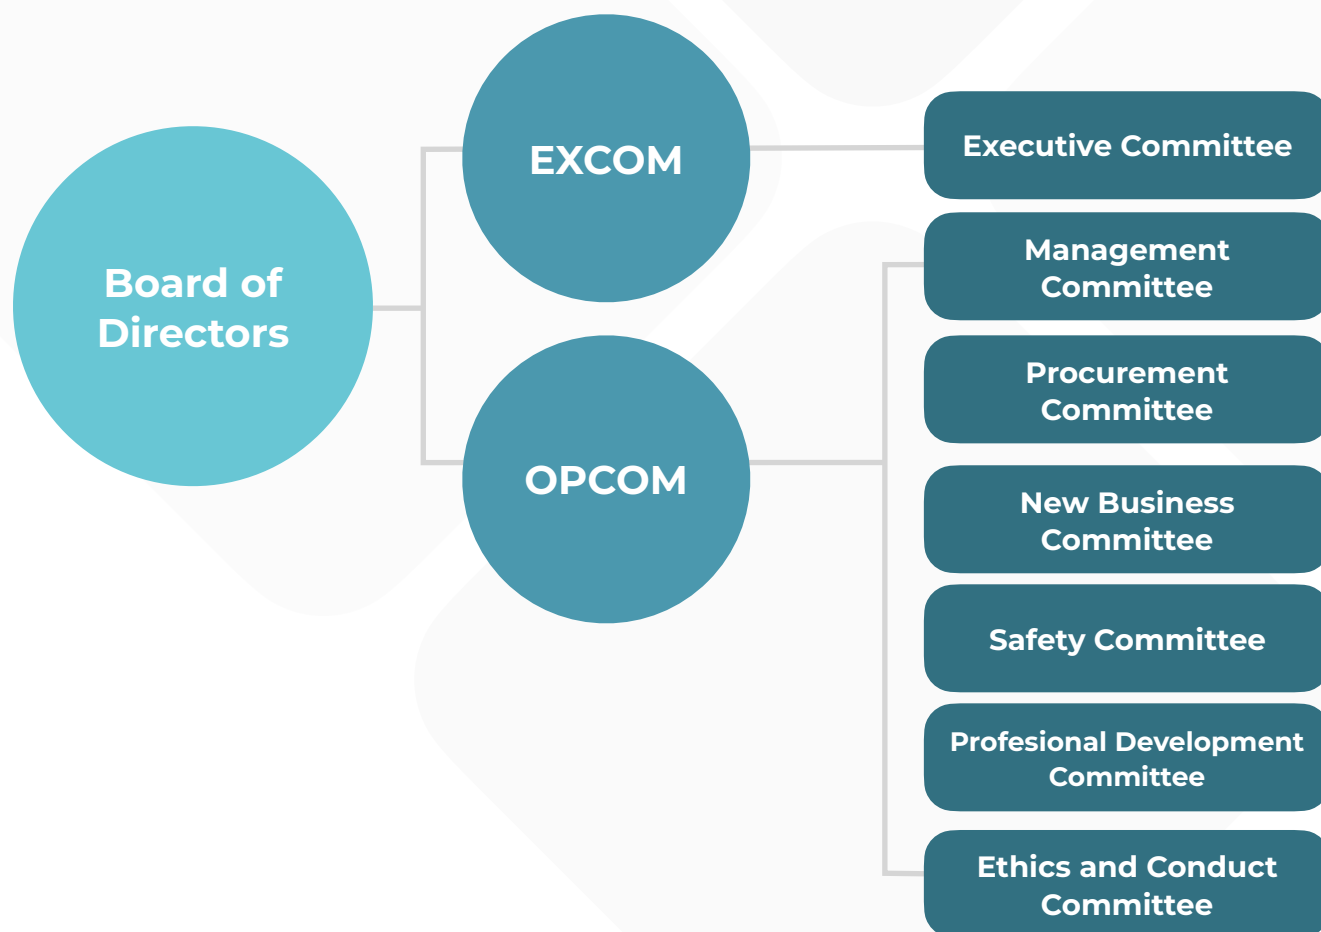 Board of
Directors
EXCOM
OPCOM
Executive Committee
Management
Committee
Procurement
Committee
New Business
Committee
Safety Committee
Profesional Development
Committee
Ethics and Conduct
Committee